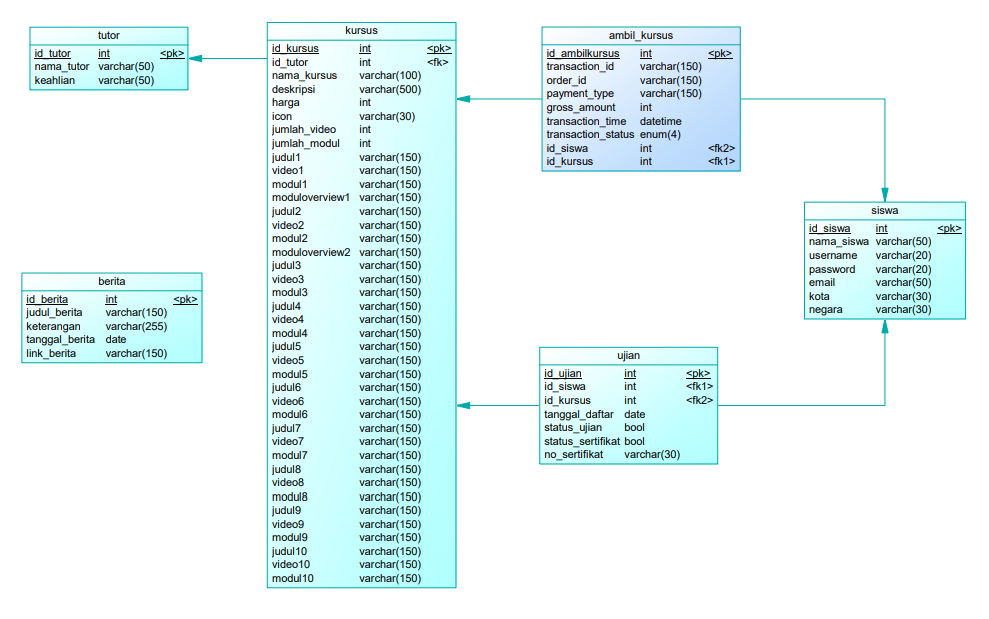 tutor
id_tutor int <pk>
nama_tutor varchar(50)
keahlian varchar(50)
kursus
id_kursus int <pk>
id_tutor int <fk>
nama_kursus varchar(100)
deskripsi varchar(500)
harga int
icon varchar(30)
jumlah_video int
jumlah_modul int
judul1 varchar(150)
video1 varchar(150)
modul1 varchar(150)
moduloverview1 varchar(150)
judul2 varchar(150)
video2 varchar(150)
modul2 varchar(150)
moduloverview2 varchar(150)
judul3 varchar(150)
video3 varchar(150)
modul3 varchar(150)
judul4 varchar(150)
video4 varchar(150)
modul4 varchar(150)
judul5 varchar(150)
video5 varchar(150)
modul5 varchar(150)
judul6 varchar(150)
video6 varchar(150)
modul6 varchar(150)
judul7 varchar(150)
video7 varchar(150)
modul7 varchar(150)
judul8 varchar(150)
video8 varchar(150)
modul8 varchar(150)
judul9 varchar(150)
video9 varchar(150)
modul9 varchar(150)
judul10 varchar(150)
video10 varchar(150)
modul10 varchar(150)
ambil_kursus
id_ambilkursus int <pk>
transaction_id varchar(150)
order_id varchar(150)
payment_type varchar(150)
gross_amount int
transaction_time datetime
transaction_status enum(4)
id_siswa int <fk2>
id_kursus int <fk1>
siswa
id_siswa int <pk>
nama_siswa varchar(50)
username varchar(20)
password varchar(20)
email varchar(50)
kota varchar(30)
negara varchar(30)
berita
id_berita int <pk>
judul_berita varchar(150)
keterangan varchar(255)
tanggal_berita date
link_berita varchar(150)
ujian
id_ujian int <pk>
id_siswa int <fk1>
id_kursus int <fk2>
tanggal_daftar date
status_ujian bool
status_sertifikat bool
no_sertifikat varchar(30)